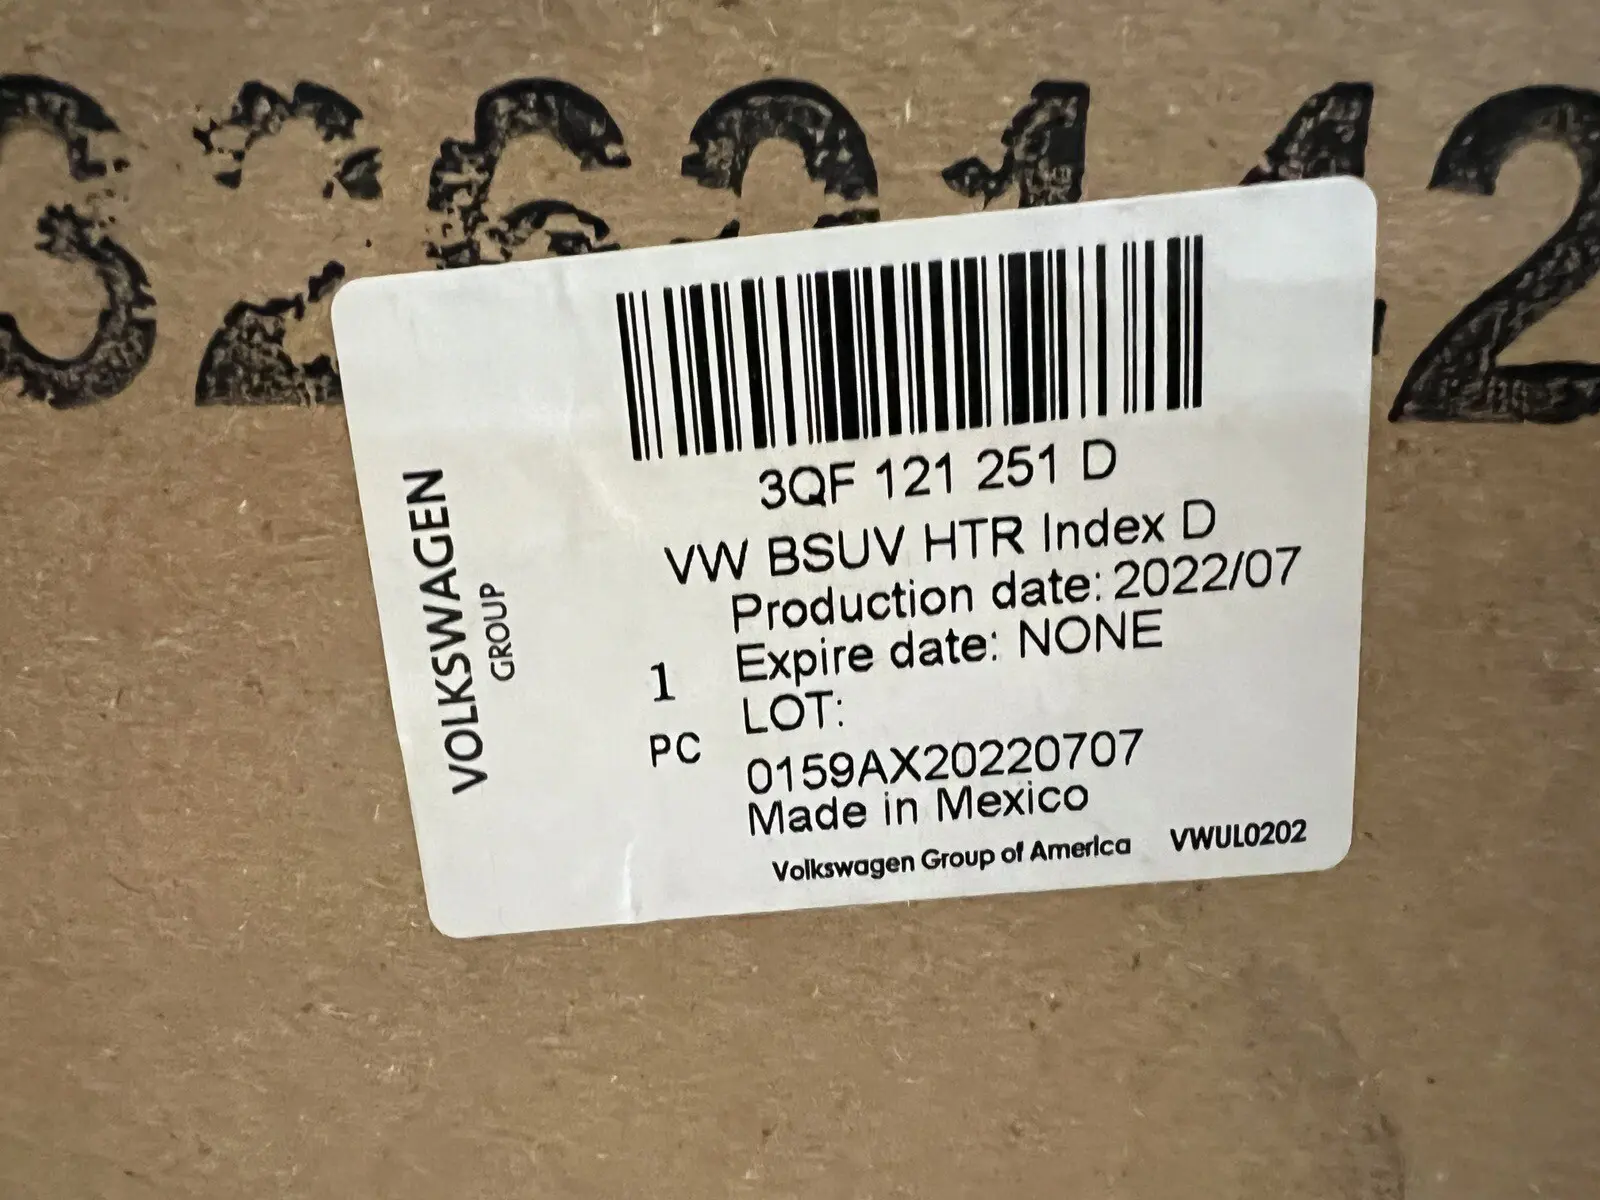 3QF 121 251 D
VW BSUV HTR Index D
Production date: 2022/07
Expire date: NONE
1
LOT:
PC
0159AX20220707
Made in Mexico
Volkswagen Group of America VWUL0202
VOLKSWAGEN
GROUP